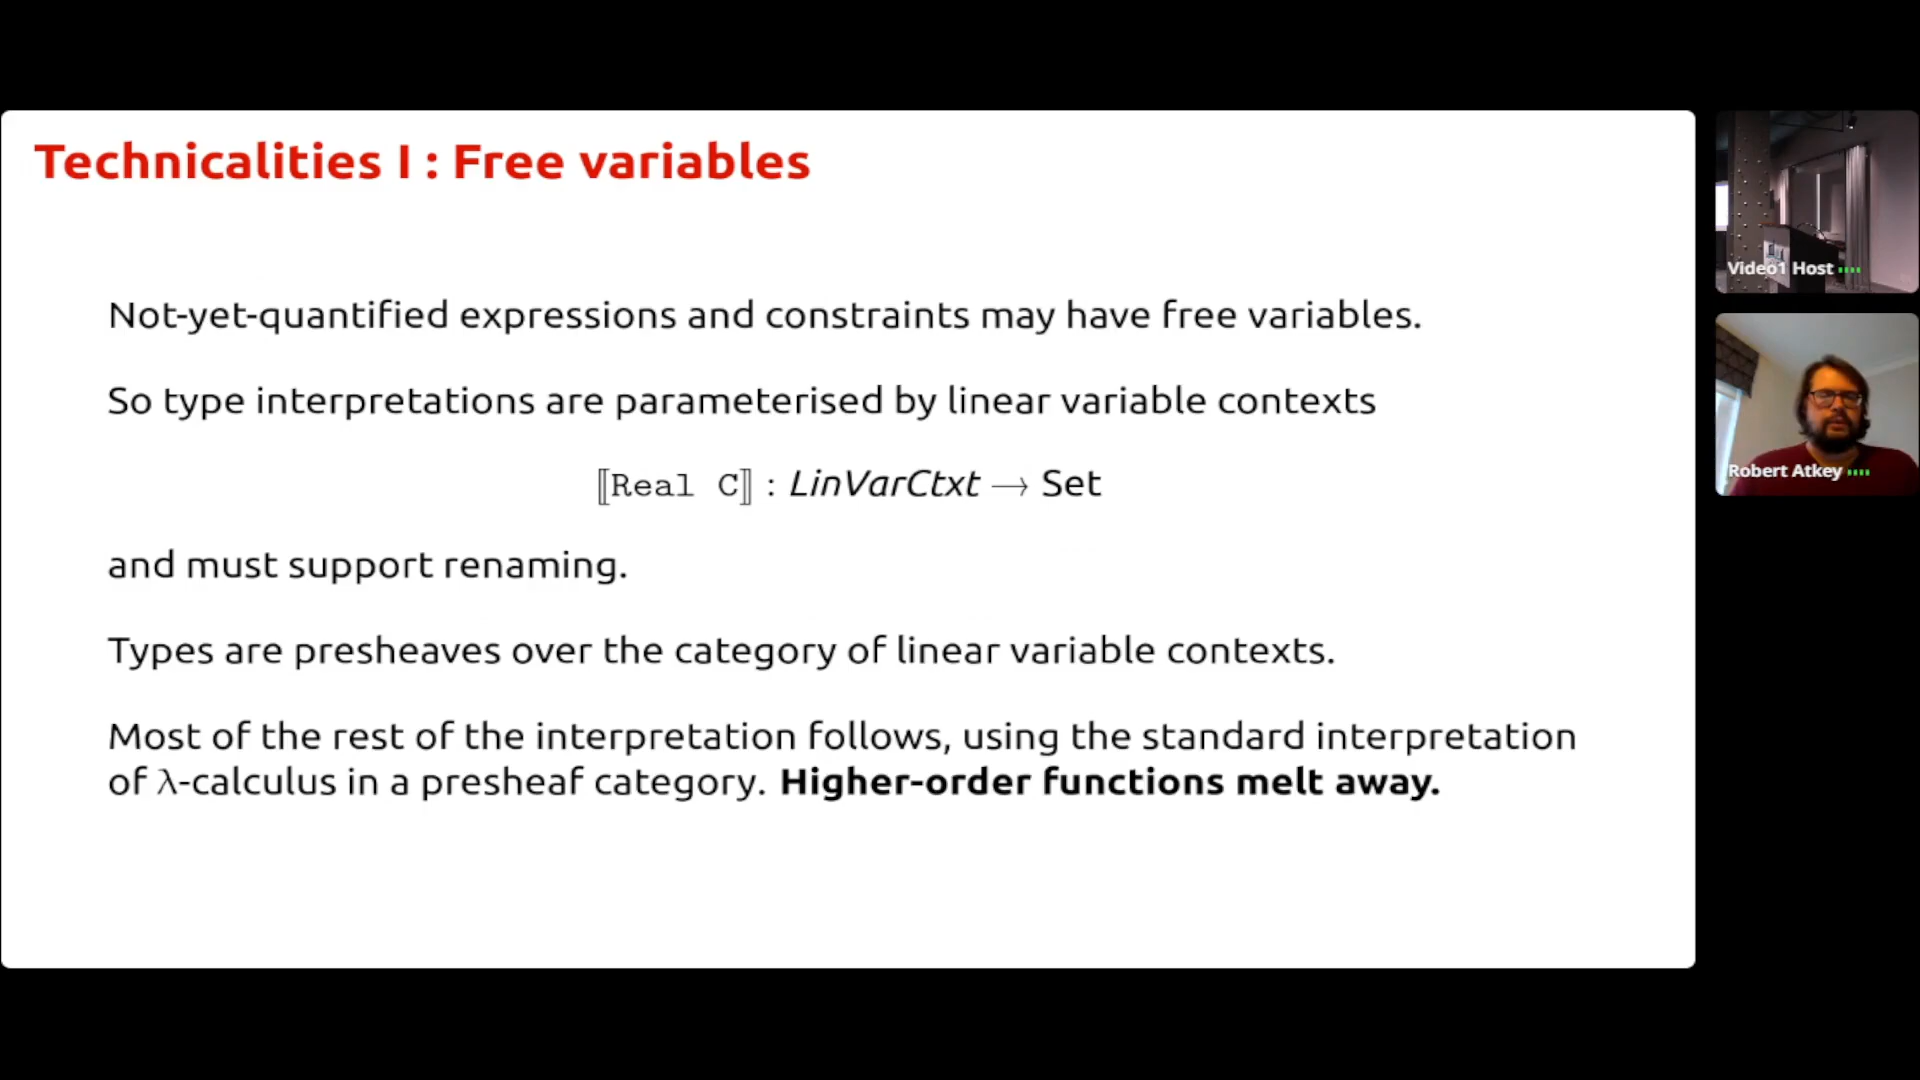 Technicalities I : Free variables
Not-yet-quantified expressions and constraints may have free variables.
So type interpretations are parameterised by linear variable contexts
⟦Real C⟧ : LinVarCtxt → Set
and must support renaming.
Types are presheaves over the category of linear variable contexts.
Most of the rest of the interpretation follows, using the standard interpretation
of λ-calculus in a presheaf category. Higher-order functions melt away.
Video1 Host
Robert Atkey